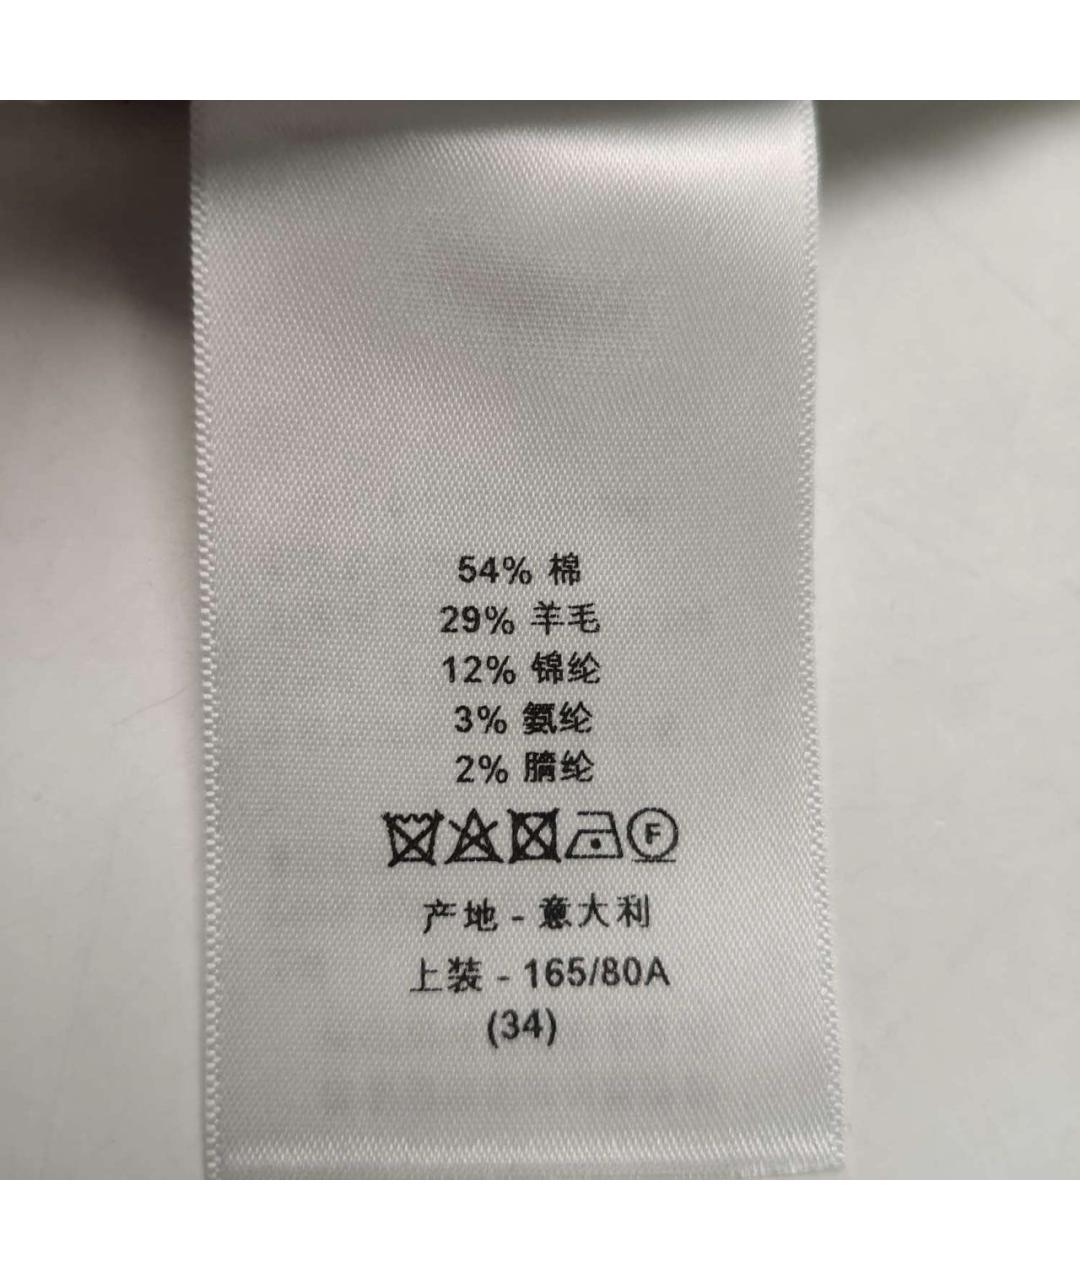 54% 棉
29% 羊毛
12% 锦纶
3% 氨纶
2% 腈纶
F
产地 - 意大利
上装 - 165/80A
(34)